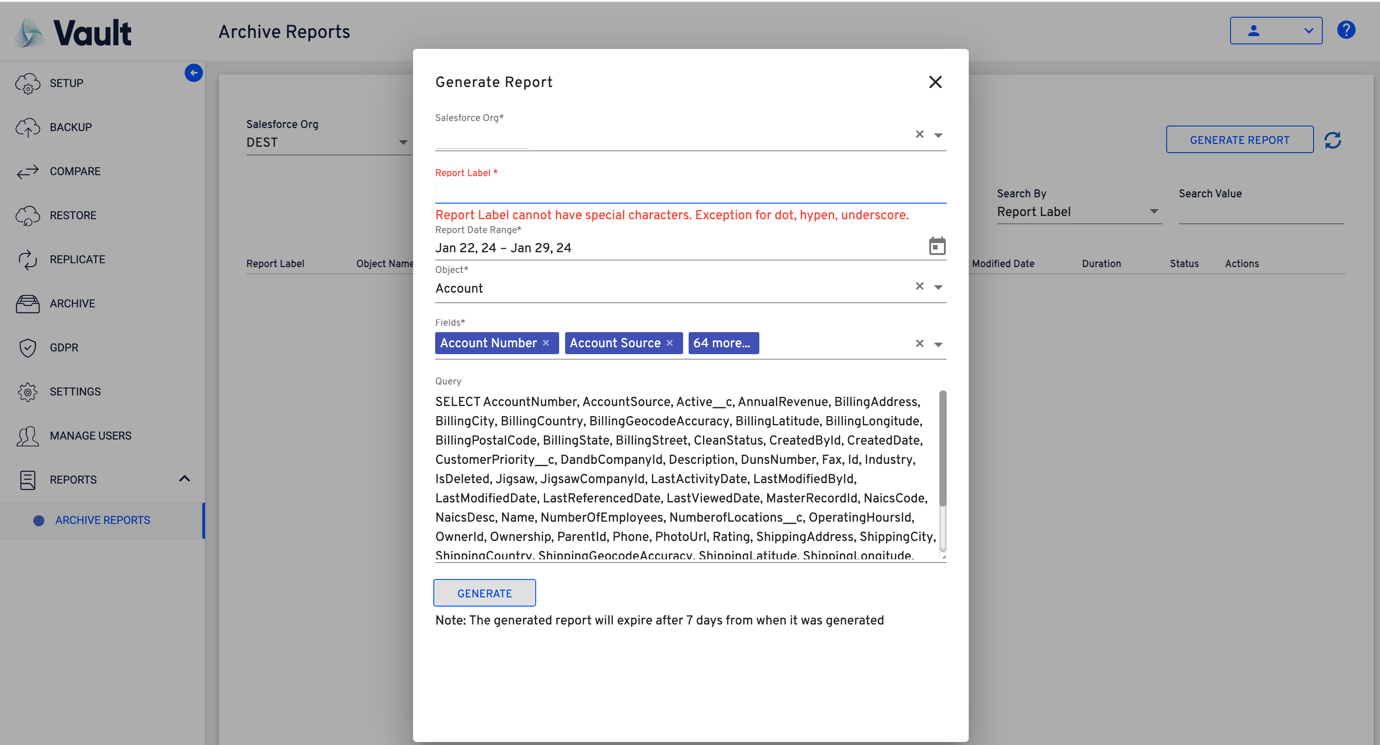 Vault
Archive Reports
SETUP
BACKUP
COMPARE
RESTORE
REPLICATE
ARCHIVE
GDPR
SETTINGS
MANAGE USERS
REPORTS
ARCHIVE REPORTS
Salesforce Org
DEST
GENERATE REPORT
Search By
Report Label
Search Value
Report Label Object Name Modified Date Duration Status Actions
Generate Report
Salesforce Org*
Report Label *
Report Label cannot have special characters. Exception for dot, hypen, underscore.
Report Date Range*
Jan 22, 24 – Jan 29, 24
Object*
Account
Fields*
Account Number × Account Source × 64 more...
Query
SELECT AccountNumber, AccountSource, Active__c, AnnualRevenue, BillingAddress,
BillingCity, BillingCountry, BillingGeocodeAccuracy, BillingLatitude, BillingLongitude,
BillingPostalCode, BillingState, BillingStreet, CleanStatus, CreatedById, CreatedDate,
CustomerPriority__c, DandbCompanyId, Description, DunsNumber, Fax, Id, Industry,
IsDeleted, Jigsaw, JigsawCompanyId, LastActivityDate, LastModifiedById,
LastModifiedDate, LastReferencedDate, LastViewedDate, MasterRecordId, NaicsCode,
NaicsDesc, Name, NumberOfEmployees, NumberofLocations__c, OperatingHoursId,
OwnerId, Ownership, ParentId, Phone, PhotoUrl, Rating, ShippingAddress, ShippingCity,
ShippingCountry, ShippingGeocodeAccuracy, ShippingLatitude, ShippingLongitude,
GENERATE
Note: The generated report will expire after 7 days from when it was generated